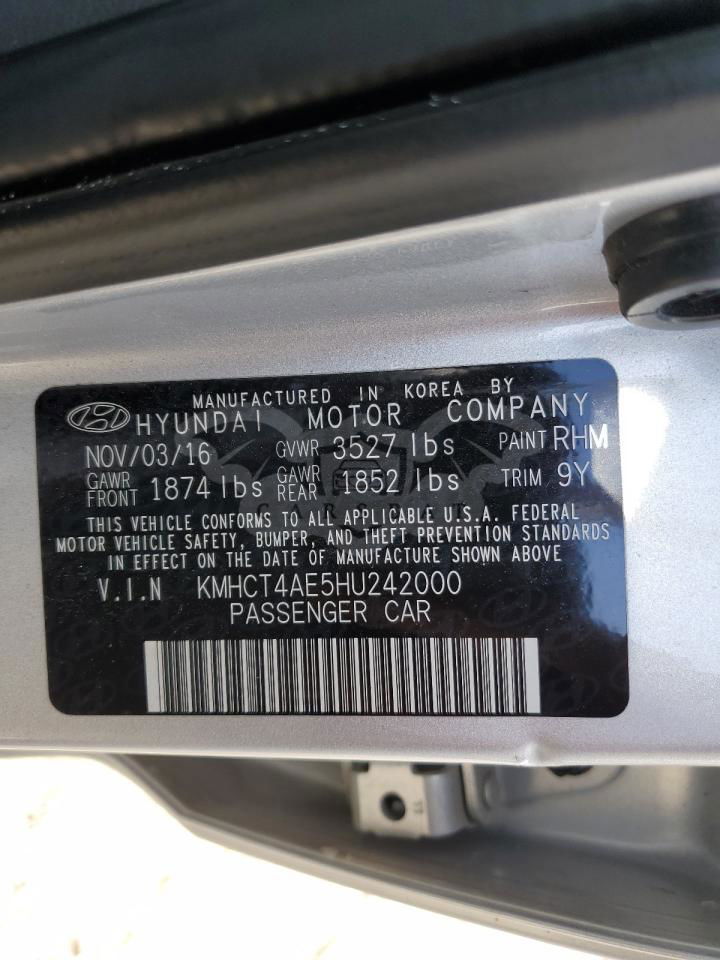 MANUFACTURED IN KOREA BY
HYUNDAI MOTOR COMPANY
NOV/03/16 GVWR 3527 lbs PAINT RHM
GAWR FRONT 1874 lbs GAWR REAR 1852 lbs TRIM 9Y
THIS VEHICLE CONFORMS TO ALL APPLICABLE U.S.A. FEDERAL
MOTOR VEHICLE SAFETY, BUMPER, AND THEFT PREVENTION STANDARDS
IN EFFECT ON THE DATE OF MANUFACTURE SHOWN ABOVE
V.I.N KMHCT4AE5HU242000
PASSENGER CAR